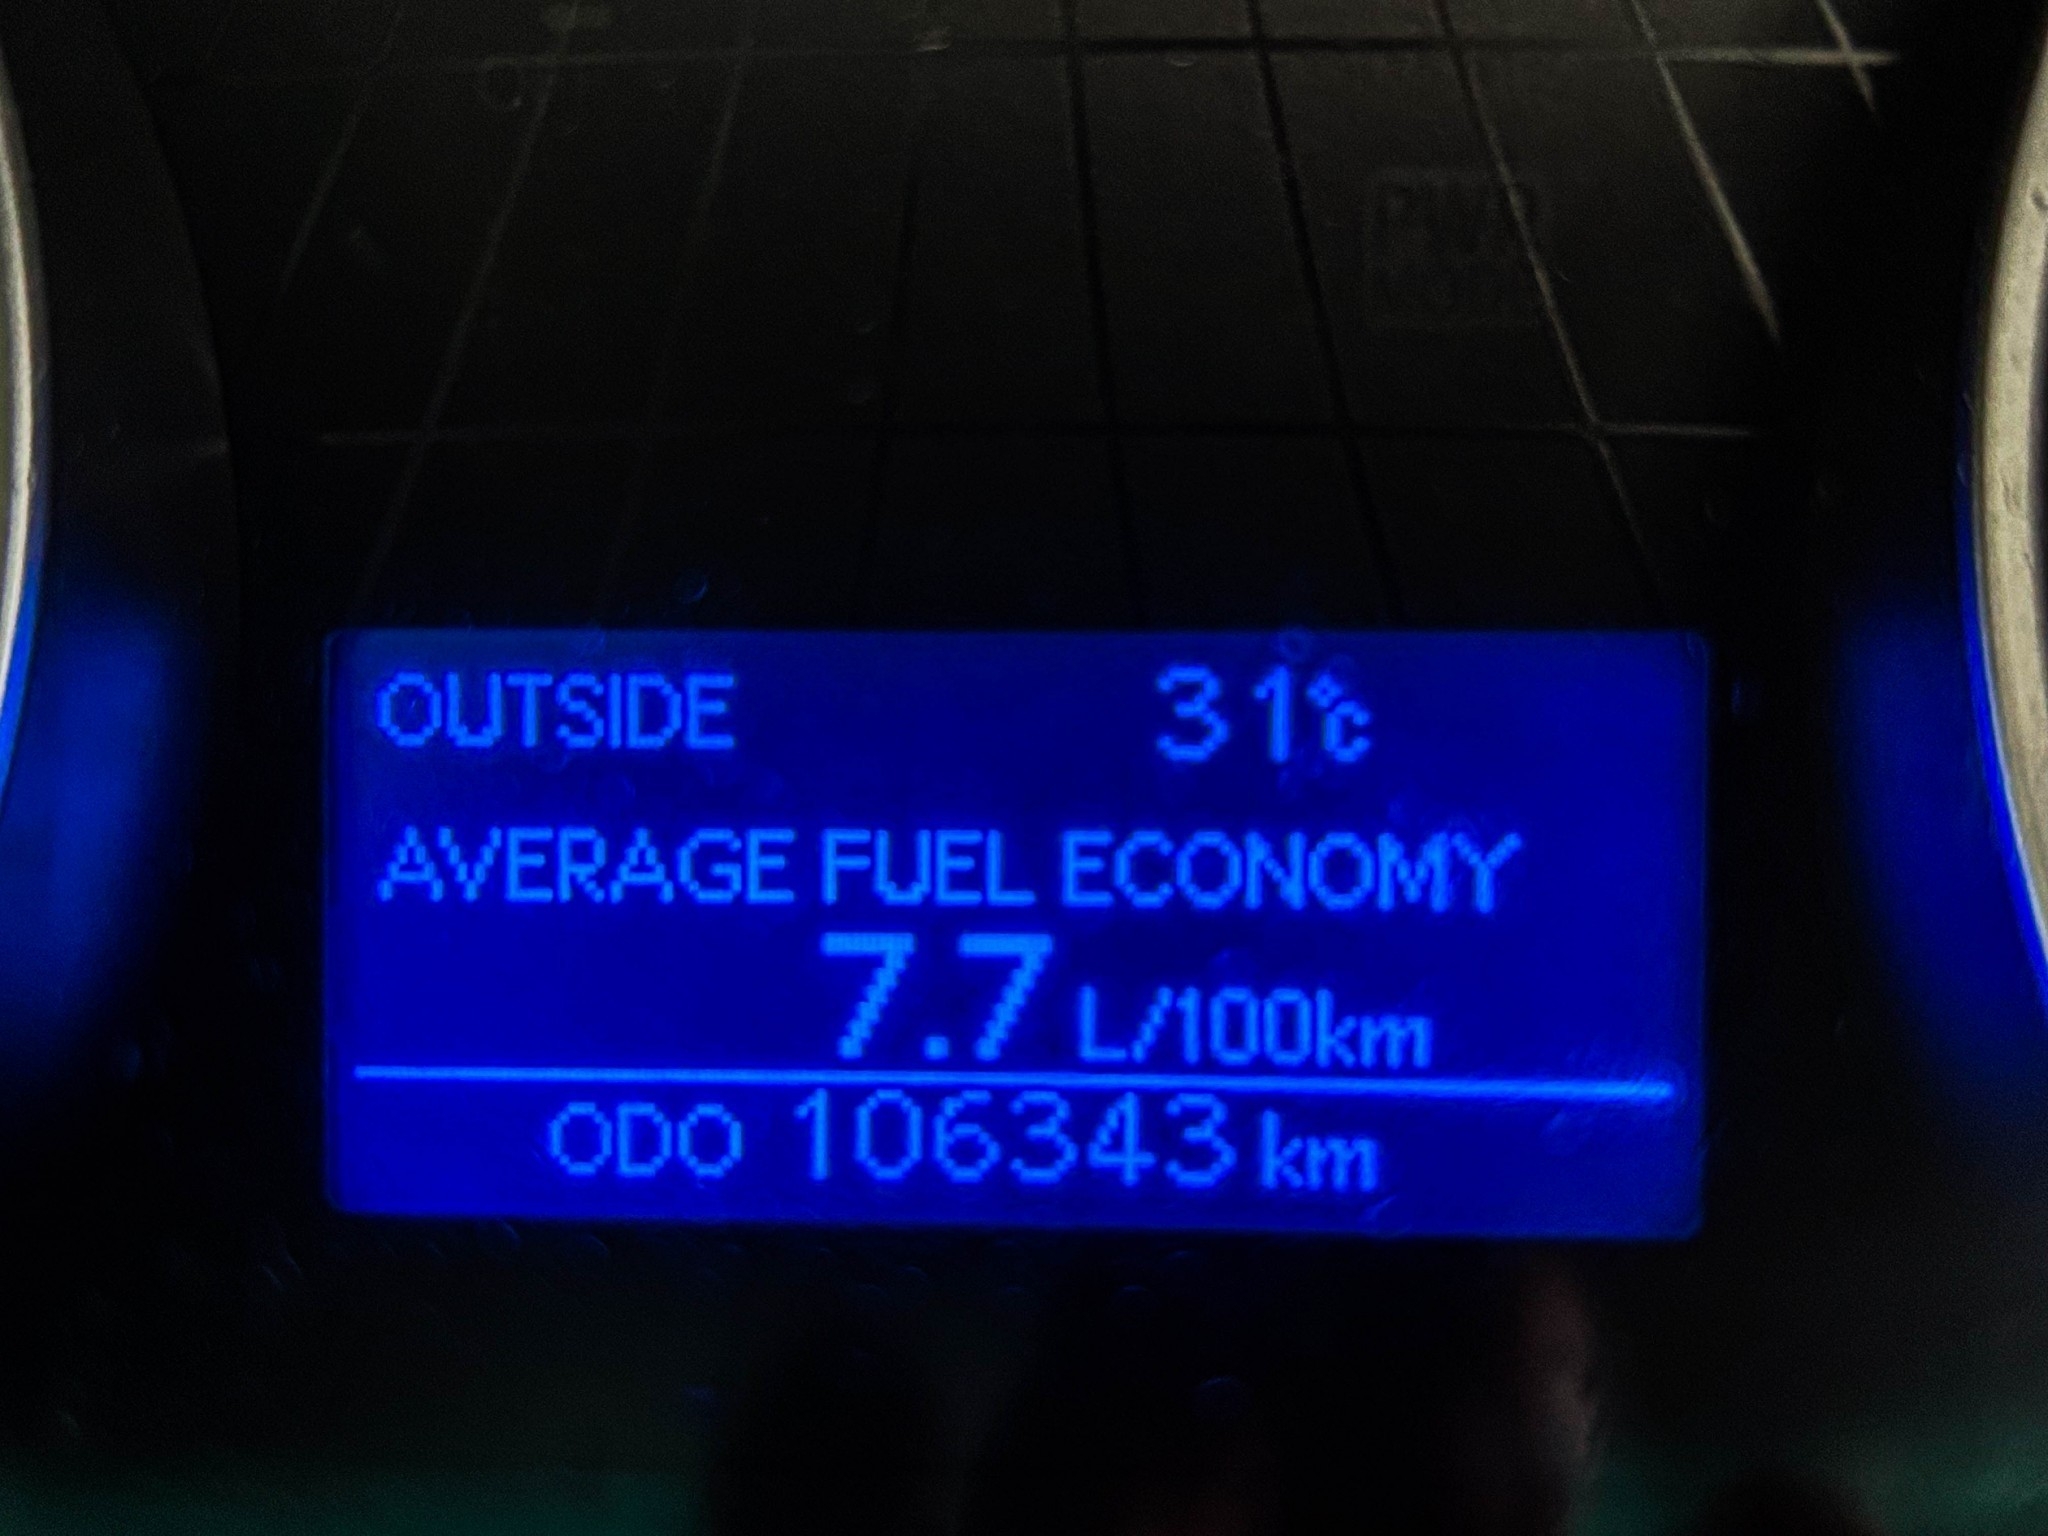 OUTSIDE 31°C
AVERAGE FUEL ECONOMY
7.7 L/100km
ODO 106343 km